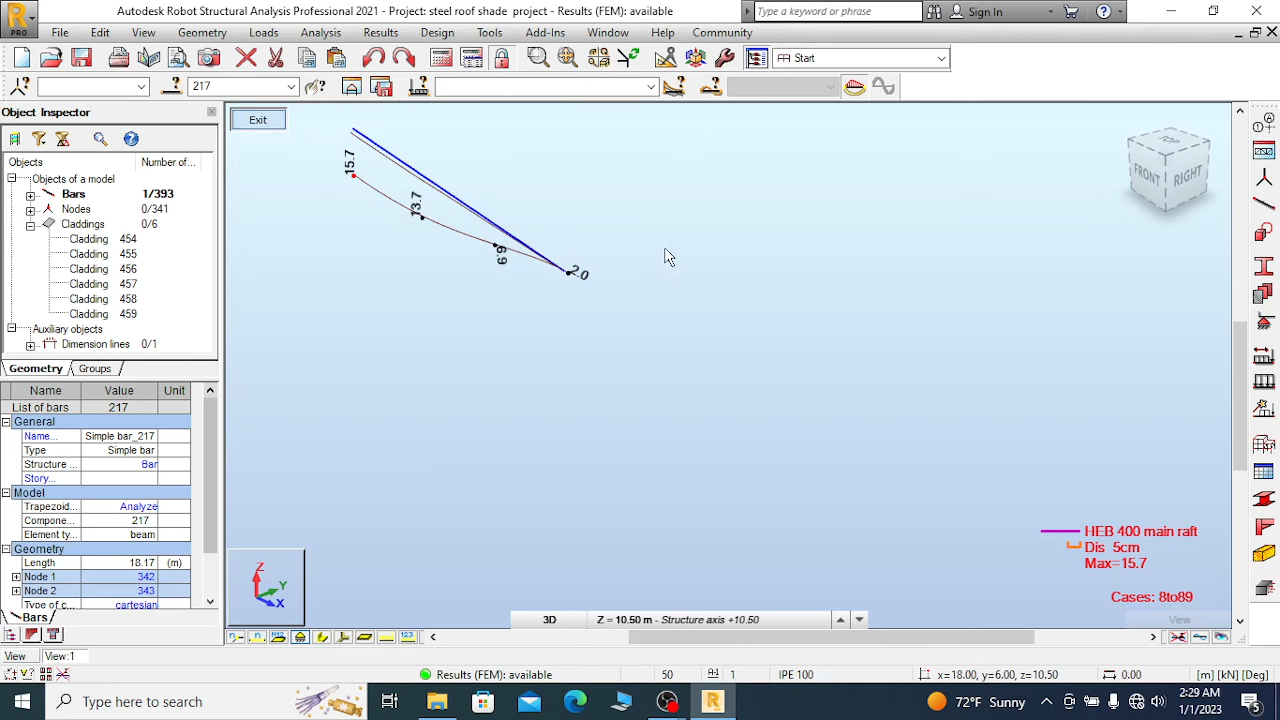 Autodesk Robot Structural Analysis Professional 2021 - Project: steel roof shade  project - Results (FEM): available
Type a keyword or phrase
Sign In
PRO
File Edit View Geometry Loads Analysis Results Design Tools Add-Ins Window Help Community
Start
217
Object Inspector
Objects Number of...
Objects of a model
Bars 1/393
Nodes 0/341
Claddings 0/6
Cladding 454
Cladding 455
Cladding 456
Cladding 457
Cladding 458
Cladding 459
Auxiliary objects
Dimension lines 0/1
Geometry Groups
Name Value Unit
List of bars 217
General
Name... Simple bar_217
Type Simple bar
Structure ... Bar
Story...
Model
Trapezoid... Analyze
Compone... 217
Element ty... beam
Geometry
Length 18.17 (m)
Node 1 342
Node 2 343
Type of c... cartesian
Bars
Exit
15.7
13.7
6.9
2.0
TOP
FRONT RIGHT
HEB 400 main raft
Dis 5cm
Max=15.7
Cases: 8to89
Z
Y
X
3D
Z = 10.50 m - Structure axis +10.50
View
View View:1
Results (FEM): available 50 1 IPE 100 x=18.00, y=6.00, z=10.50 0.00 [m] [kN] [Deg]
Type here to search
72°F Sunny
2:29 AM
1/1/2023